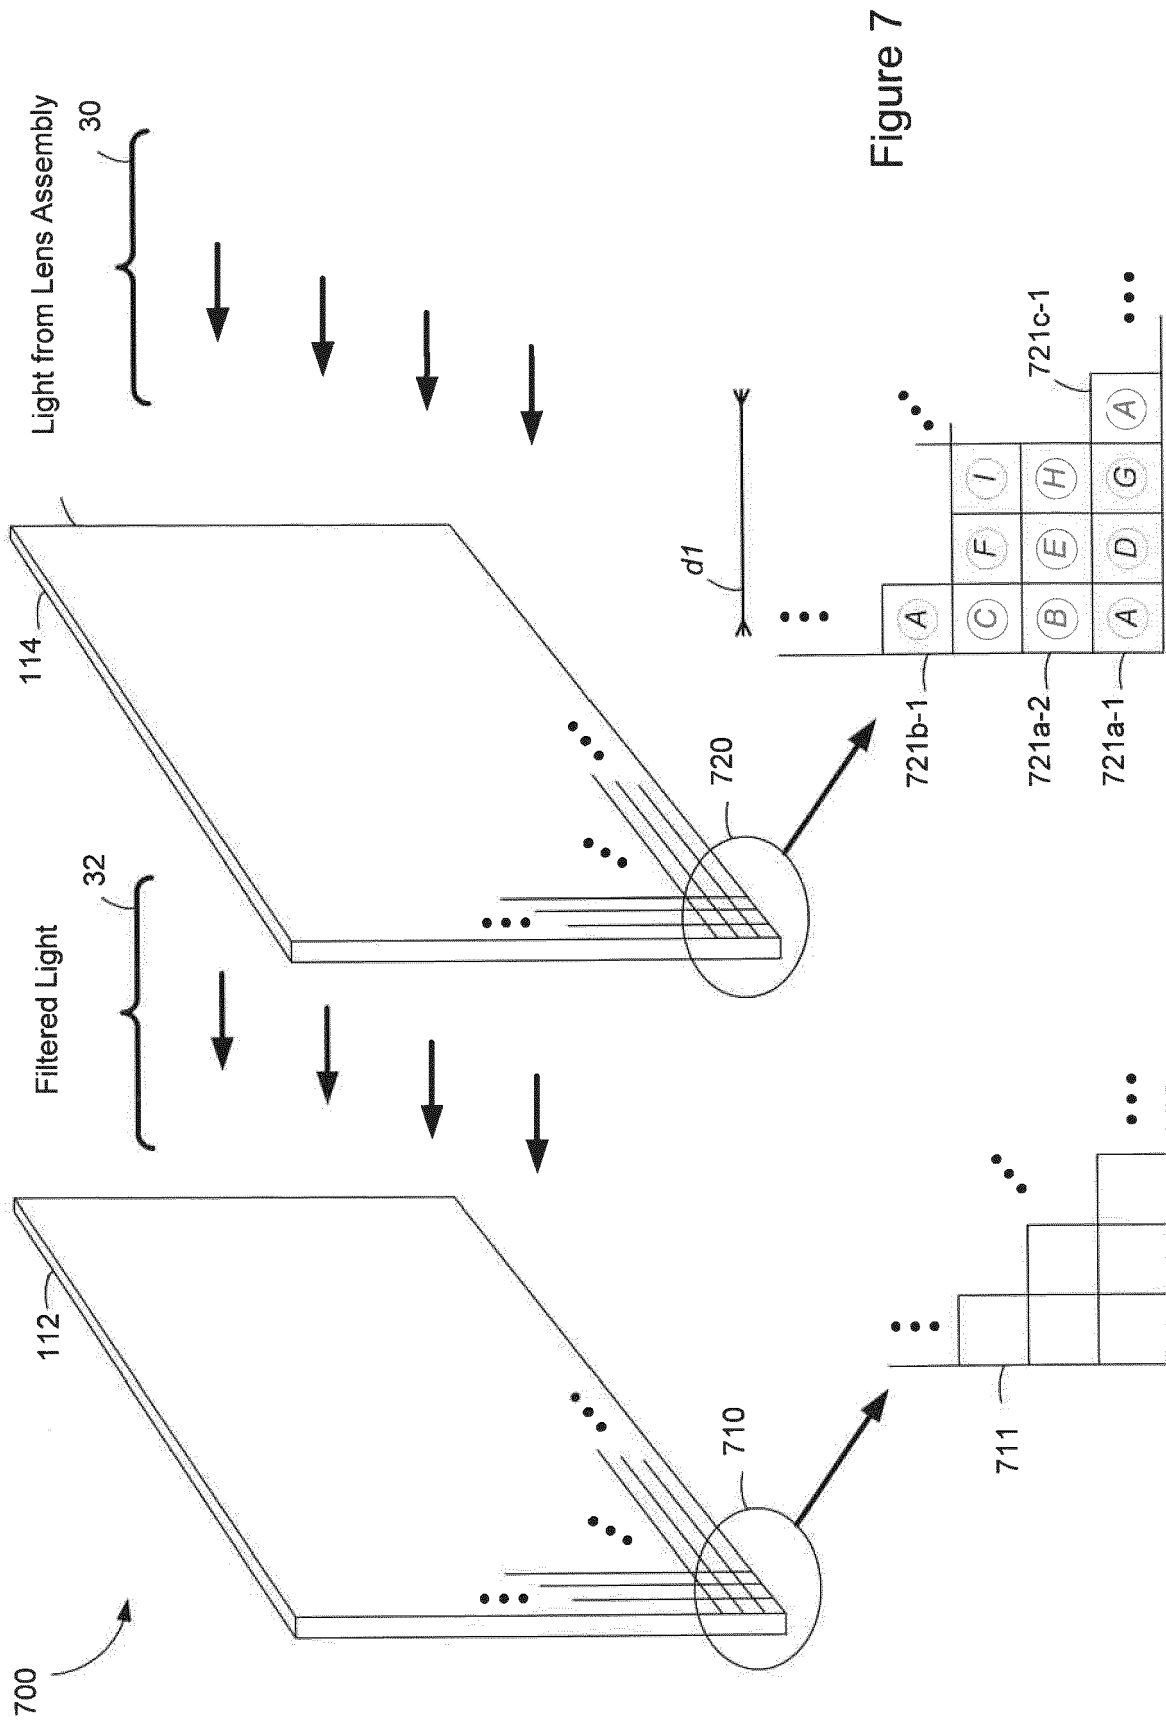 700
112
Filtered Light
32
114
Light from Lens Assembly
30
710
720
d1
711
721b-1
721a-2
721a-1
721c-1
A
C F I
B E H
A D G A
Figure 7